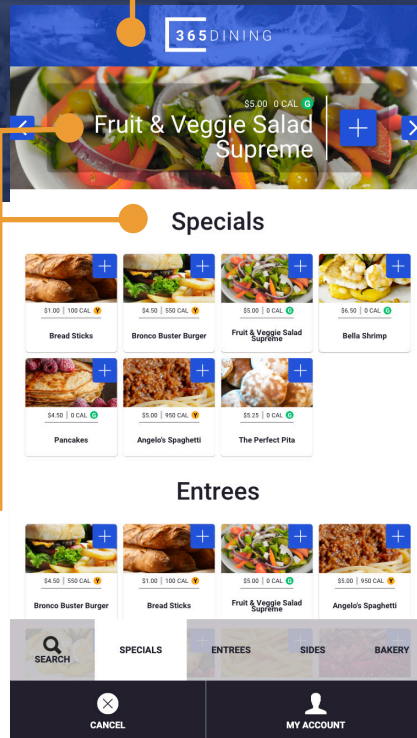 365DINING
$5.00 0 CAL G
Fruit & Veggie Salad
Supreme
Specials
$1.00 | 100 CAL Y
Bread Sticks
$4.50 | 550 CAL Y
Bronco Buster Burger
$5.00 | 0 CAL G
Fruit & Veggie Salad
Supreme
$6.50 | 0 CAL G
Bella Shrimp
$4.50 | 0 CAL G
Pancakes
$5.00 | 950 CAL Y
Angelo's Spaghetti
$5.25 | 0 CAL G
The Perfect Pita
Entrees
$4.50 | 550 CAL Y
Bronco Buster Burger
$1.00 | 100 CAL Y
Bread Sticks
$5.00 | 0 CAL G
Fruit & Veggie Salad
Supreme
$5.00 | 950 CAL Y
Angelo's Spaghetti
SEARCH
SPECIALS
ENTREES
SIDES
BAKERY
CANCEL
MY ACCOUNT